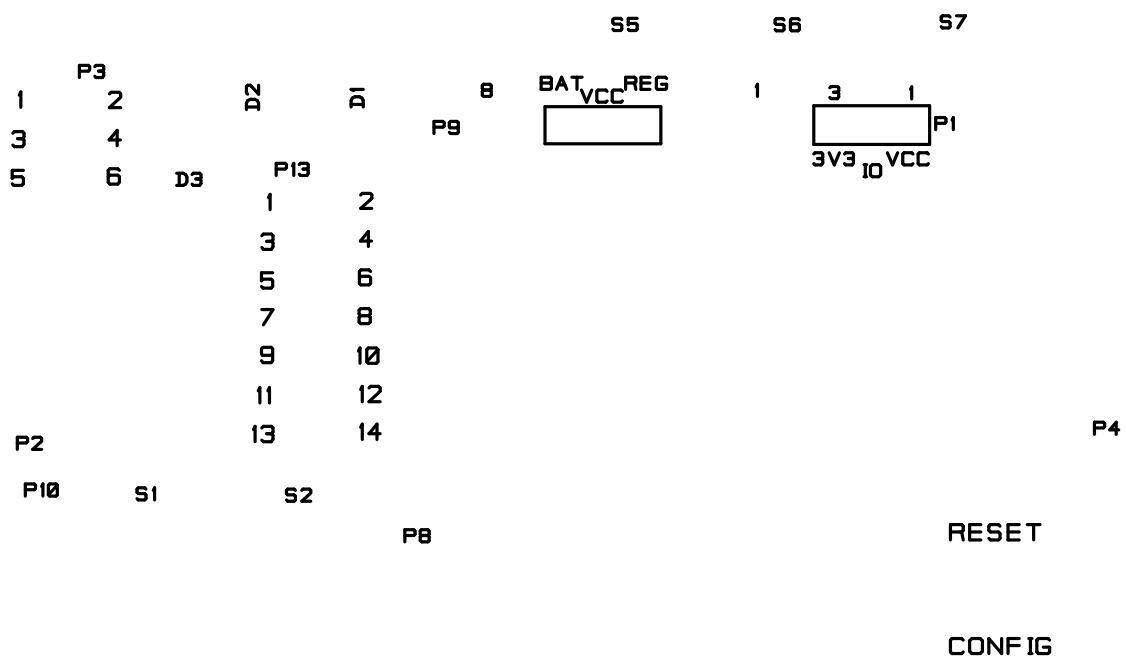 S5 S6 S7
P3
BAT VCC REG
1 2 D2 D1 8 1 3 1
P9 P1
3 4
3V3 IO VCC
5 6 D3 P13
1 2
3 4
5 6
7 8
9 10
11 12
13 14
P2 P4
P10 S1 S2
P8 RESET
CONFIG